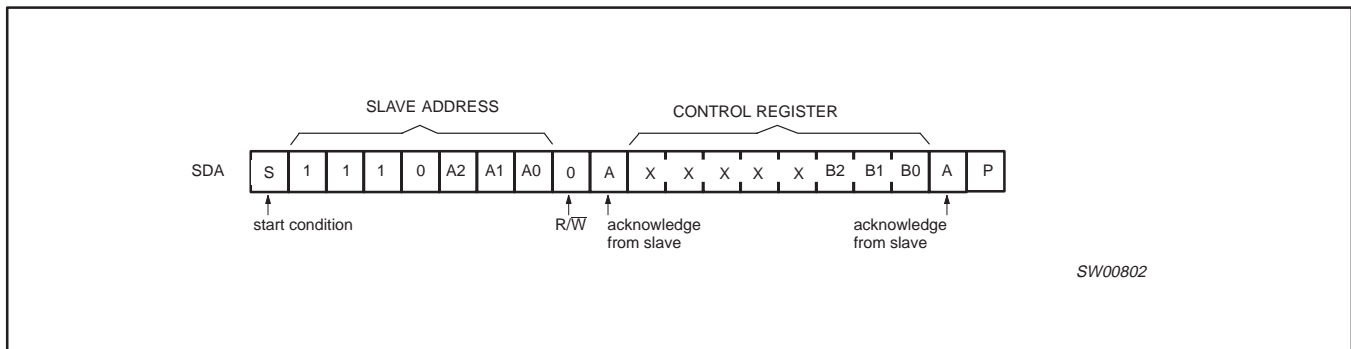 SLAVE ADDRESS CONTROL REGISTER
SDA S 1 1 1 0 A2 A1 A0 0 A X X X X X B2 B1 B0 A P
start condition R/W̅ acknowledge from slave acknowledge from slave
SW00802